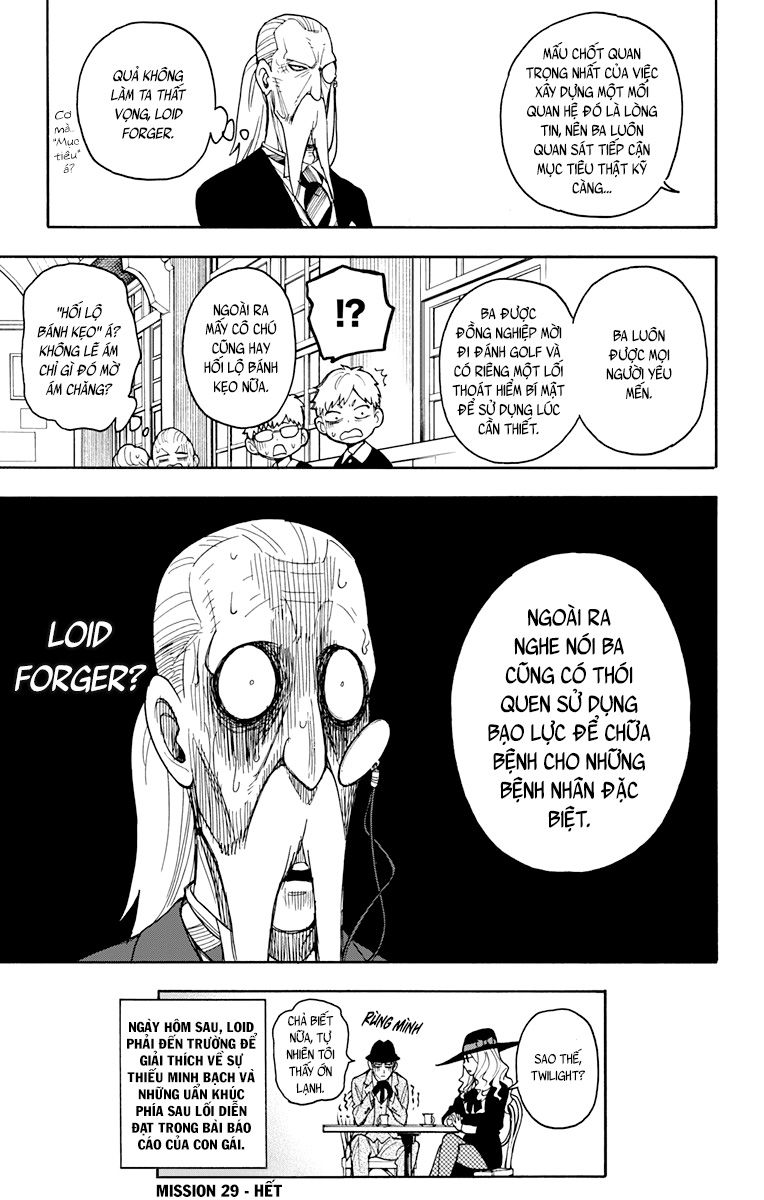 MẤU CHỐT QUAN
TRỌNG NHẤT CỦA VIỆC
XÂY DỰNG MỘT MỐI
QUAN HỆ ĐÓ LÀ LÒNG
TIN, NÊN BA LUÔN
QUAN SÁT TIẾP CẬN
MỤC TIÊU THẬT KỸ
CÀNG...
QUẢ KHÔNG
LÀM TA THẤT
VỌNG, LOID
FORGER.
Cơ
mà..
"Mục
tiêu"
á?
BA LUÔN
ĐƯỢC MỌI
NGƯỜI YÊU
MẾN.
BA ĐƯỢC
ĐỒNG NGHIỆP MỜI
ĐI ĐÁNH GOLF VÀ
CÓ RIÊNG MỘT LỐI
THOÁT HIỂM BÍ MẬT
ĐỂ SỬ DỤNG LÚC
CẦN THIẾT.
!?
NGOÀI RA
MẤY CÔ CHÚ
CŨNG HAY
HỐI LỘ BÁNH
KẸO NỮA.
"HỐI LỘ
BÁNH KẸO" Á?
KHÔNG LẼ ÁM
CHỈ GÌ ĐÓ MỜ
ÁM CHĂNG?
NGOÀI RA
NGHE NÓI BA
CŨNG CÓ THÓI
QUEN SỬ DỤNG
BẠO LỰC ĐỂ CHỮA
BỆNH CHO NHỮNG
BỆNH NHÂN ĐẶC
BIỆT.
LOID
FORGER?
SAO THẾ,
TWILIGHT?
RÙNG MÌNH
CHẢ BIẾT
NỮA, TỰ
NHIÊN TÔI
THẤY ỚN
LẠNH.
NGÀY HÔM SAU, LOID
PHẢI ĐẾN TRƯỜNG ĐỂ
GIẢI THÍCH VỀ SỰ
THIẾU MINH BẠCH VÀ
NHỮNG UẨN KHÚC
PHÍA SAU LỐI DIỄN
ĐẠT TRONG BÀI BÁO
CÁO CỦA CON GÁI.
MISSION 29 - HẾT